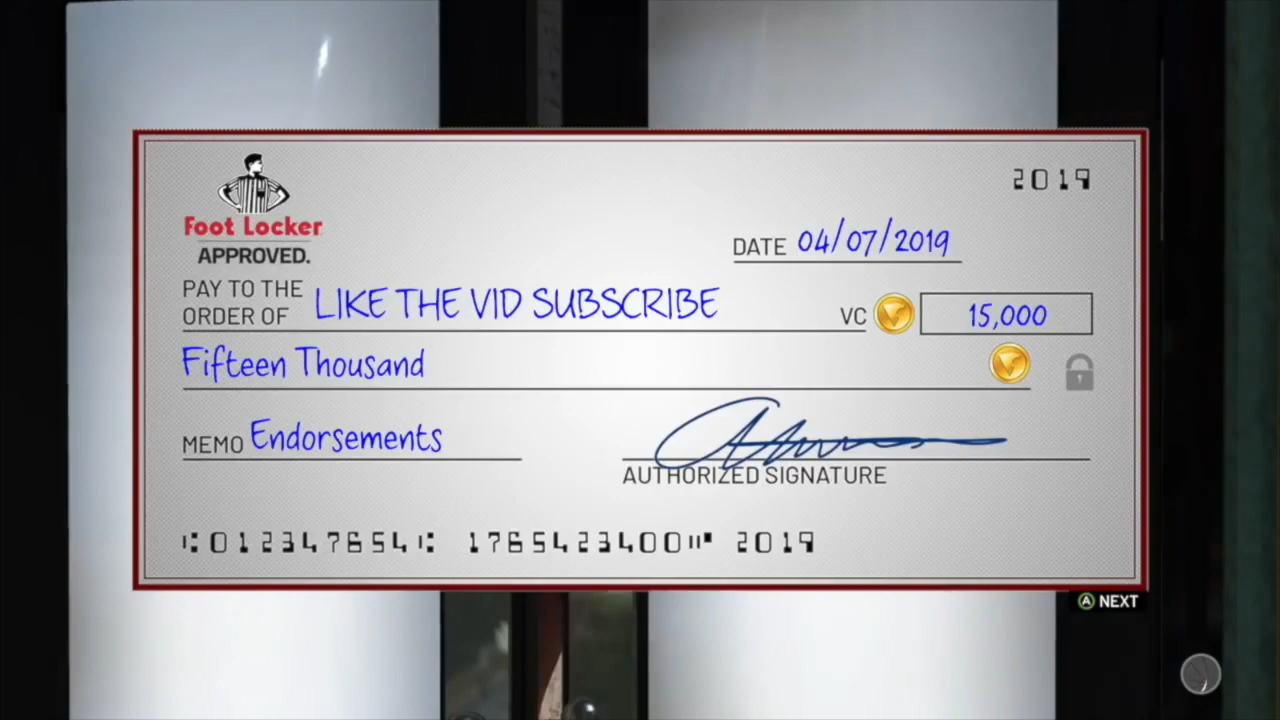 2019
Foot Locker
APPROVED.
DATE 04/07/2019
PAY TO THE
ORDER OF LIKE THE VID SUBSCRIBE
VC 15,000
Fifteen Thousand
MEMO Endorsements
AUTHORIZED SIGNATURE
⑆012347654⑆ 1765423400⑈ 2019
A NEXT